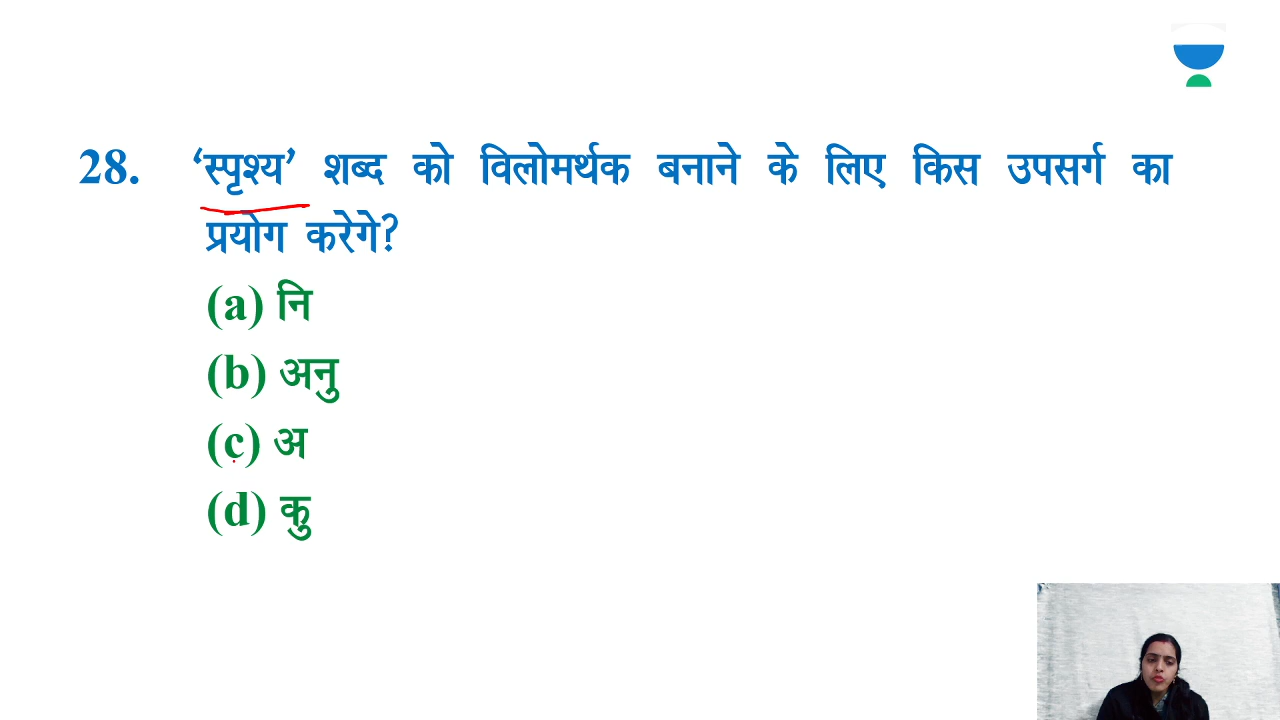 28. ‘स्पृश्य’ शब्द को विलोमर्थक बनाने के लिए किस उपसर्ग का
प्रयोग करेगे?
(a) नि
(b) अनु
(c) अ
(d) कु